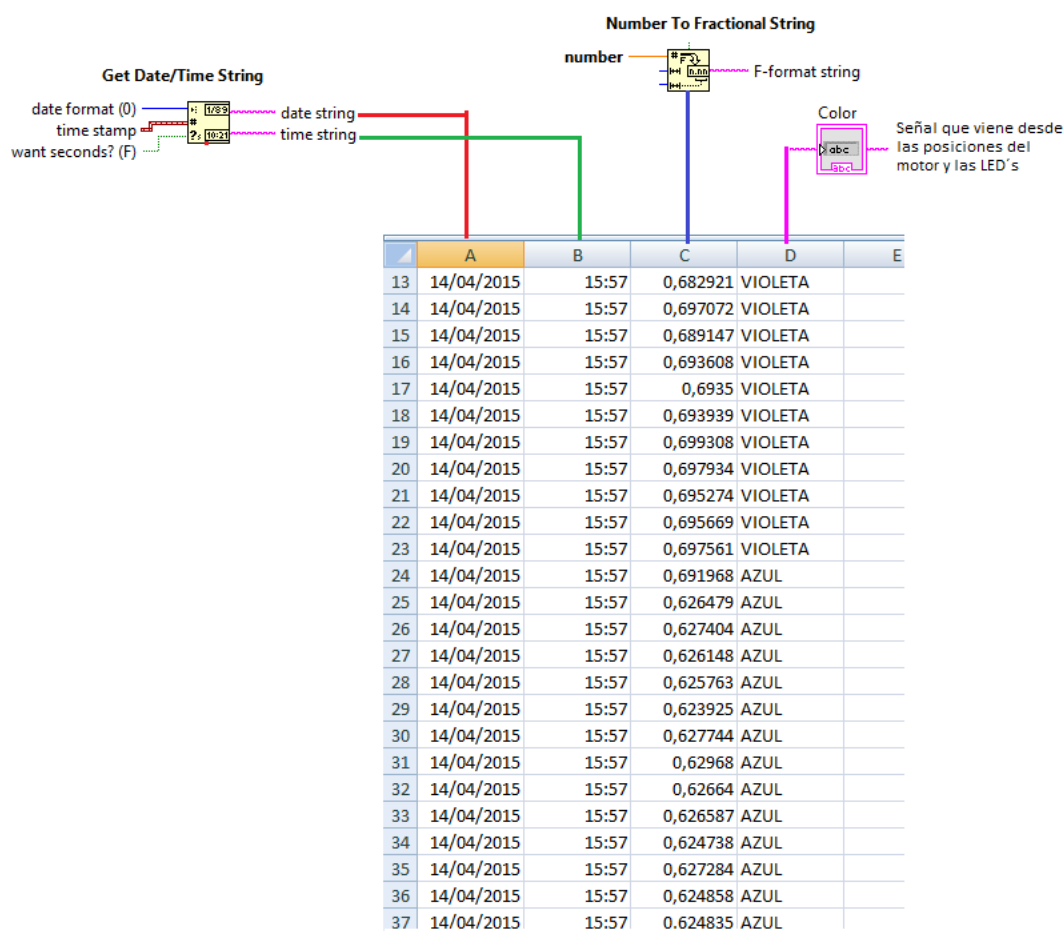 Number To Fractional String
number
# F
n.nn
F-format string
Get Date/Time String
date format (0)
time stamp
want seconds? (F)
1/89
#
10:21
date string
time string
Color
abc
abc
Señal que viene desde
las posiciones del
motor y las LED´s
A B C D E
13 14/04/2015 15:57 0,682921 VIOLETA
14 14/04/2015 15:57 0,697072 VIOLETA
15 14/04/2015 15:57 0,689147 VIOLETA
16 14/04/2015 15:57 0,693608 VIOLETA
17 14/04/2015 15:57 0,6935 VIOLETA
18 14/04/2015 15:57 0,693939 VIOLETA
19 14/04/2015 15:57 0,699308 VIOLETA
20 14/04/2015 15:57 0,697934 VIOLETA
21 14/04/2015 15:57 0,695274 VIOLETA
22 14/04/2015 15:57 0,695669 VIOLETA
23 14/04/2015 15:57 0,697561 VIOLETA
24 14/04/2015 15:57 0,691968 AZUL
25 14/04/2015 15:57 0,626479 AZUL
26 14/04/2015 15:57 0,627404 AZUL
27 14/04/2015 15:57 0,626148 AZUL
28 14/04/2015 15:57 0,625763 AZUL
29 14/04/2015 15:57 0,623925 AZUL
30 14/04/2015 15:57 0,627744 AZUL
31 14/04/2015 15:57 0,62968 AZUL
32 14/04/2015 15:57 0,62664 AZUL
33 14/04/2015 15:57 0,626587 AZUL
34 14/04/2015 15:57 0,624738 AZUL
35 14/04/2015 15:57 0,627284 AZUL
36 14/04/2015 15:57 0,624858 AZUL
37 14/04/2015 15:57 0,624835 AZUL